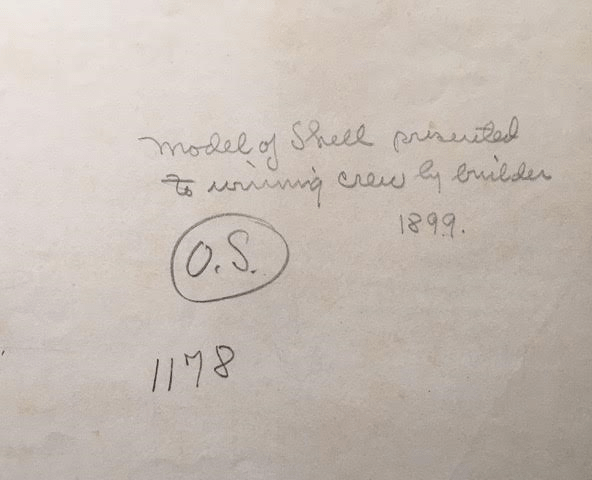 Model of Shell presented
to winning crew by builder
1899.
O.S.
1178